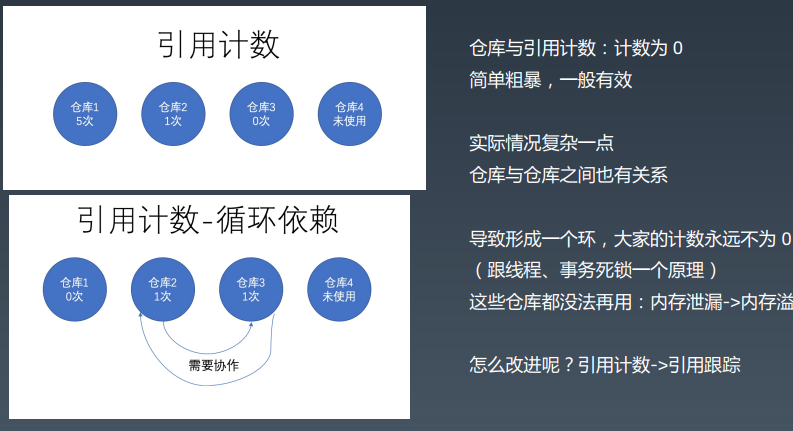 引用计数
仓库1
5次
仓库2
1次
仓库3
0次
仓库4
未使用
引用计数-循环依赖
仓库1
0次
仓库2
1次
仓库3
1次
仓库4
未使用
需要协作
仓库与引用计数：计数为 0
简单粗暴，一般有效
实际情况复杂一点
仓库与仓库之间也有关系
导致形成一个环，大家的计数永远不为 0
（ 跟线程、事务死锁一个原理 ）
这些仓库都没法再用：内存泄漏->内存溢
怎么改进呢？引用计数->引用跟踪